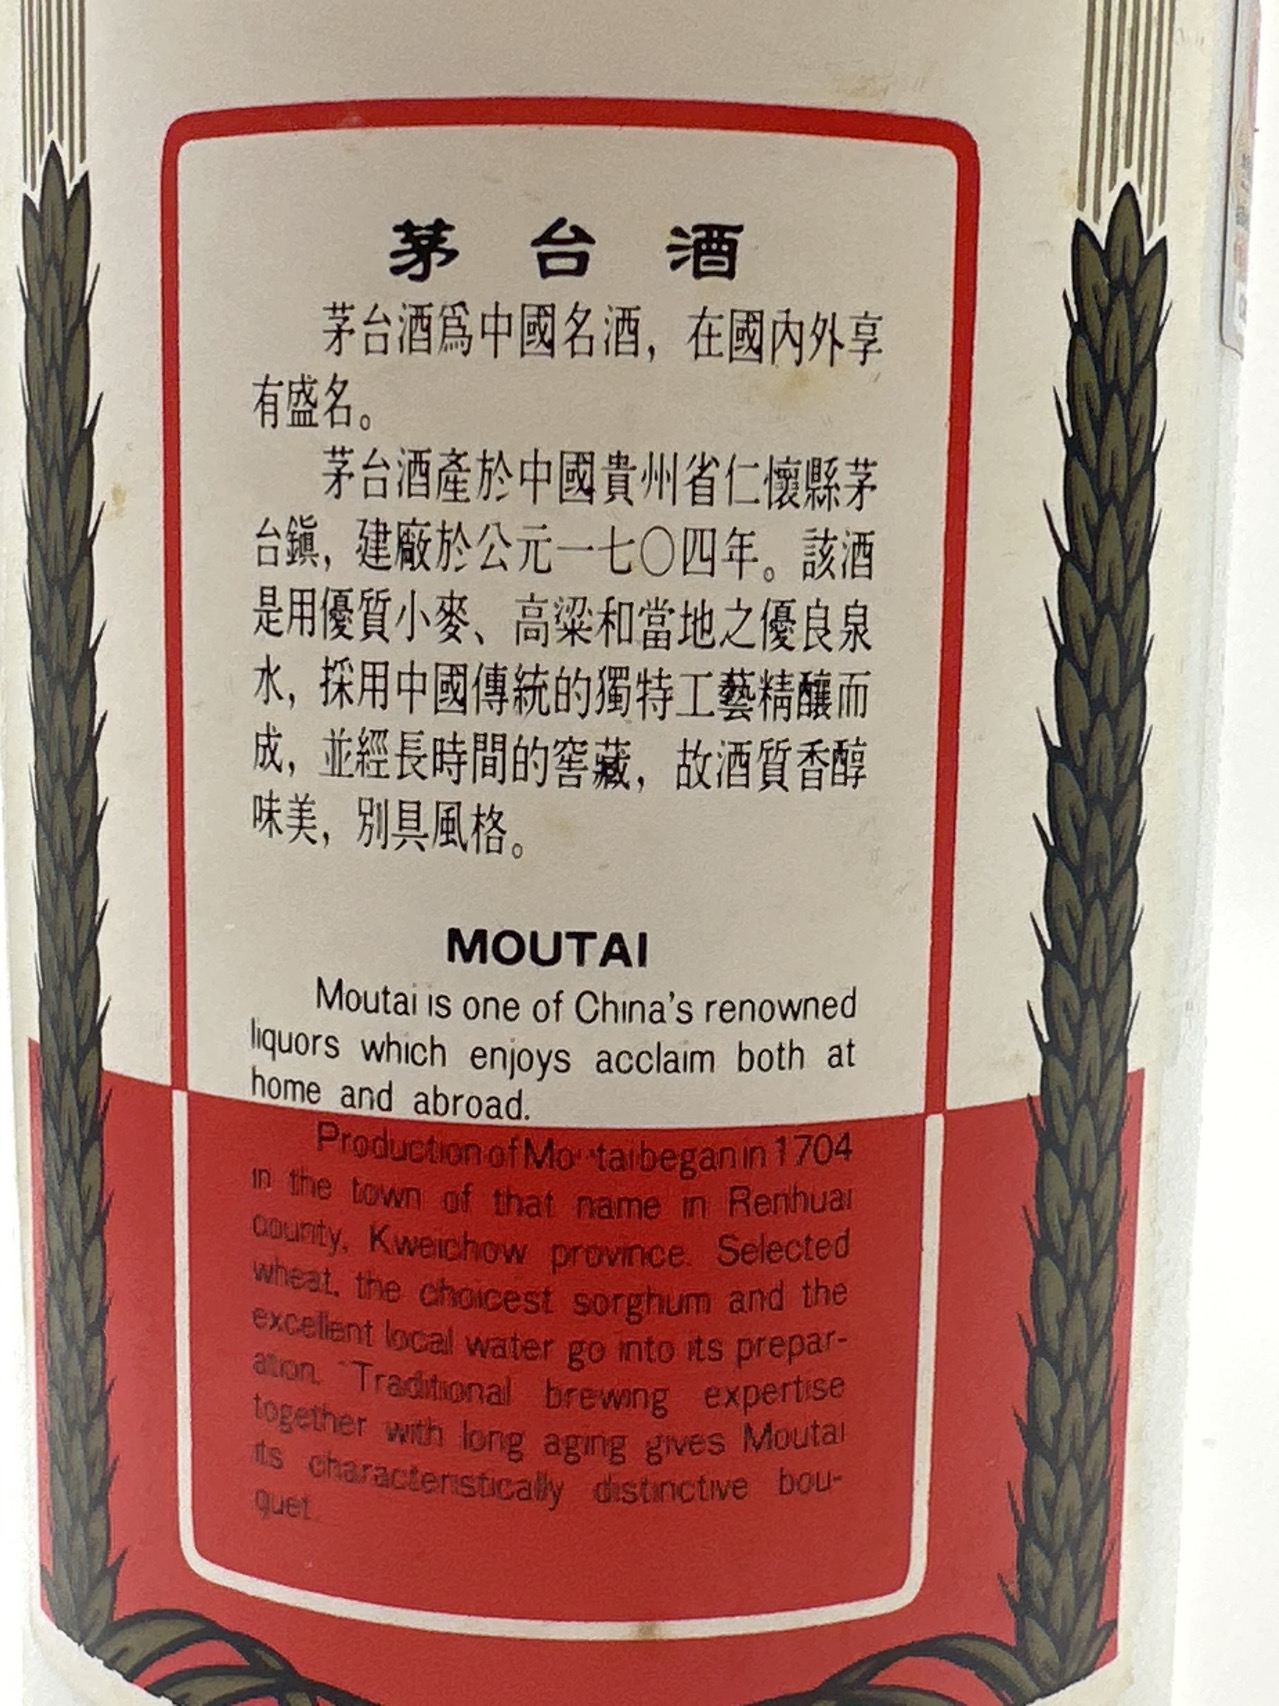 茅台酒
茅台酒爲中國名酒，在國內外享
有盛名。
茅台酒產於中國貴州省仁懷縣茅
台鎮，建廠於公元一七〇四年。該酒
是用優質小麥、高粱和當地之優良泉
水，採用中國傳統的獨特工藝精釀而
成，並經長時間的窖藏，故酒質香醇
味美，別具風格。
MOUTAI
Moutai is one of China's renowned
liquors which enjoys acclaim both at
home and abroad.
Production of Moutai began in 1704
in the town of that name in Renhuai
county, Kweichow province. Selected
wheat, the choicest sorghum and the
excellent local water go into its prepar-
ation. Traditional brewing expertise
together with long aging gives Moutai
its characteristically distinctive bou-
quet.